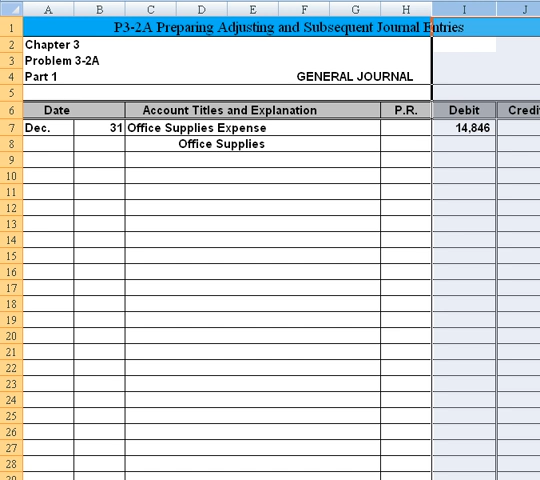 A B C D E F G H I J
1 P3-2A Preparing Adjusting and Subsequent Journal Entries
2 Chapter 3
3 Problem 3-2A
4 Part 1 GENERAL JOURNAL
5
6 Date Account Titles and Explanation P.R. Debit Credi
7 Dec. 31 Office Supplies Expense 14,846
8 Office Supplies
9
10
11
12
13
14
15
16
17
18
19
20
21
22
23
24
25
26
27
28